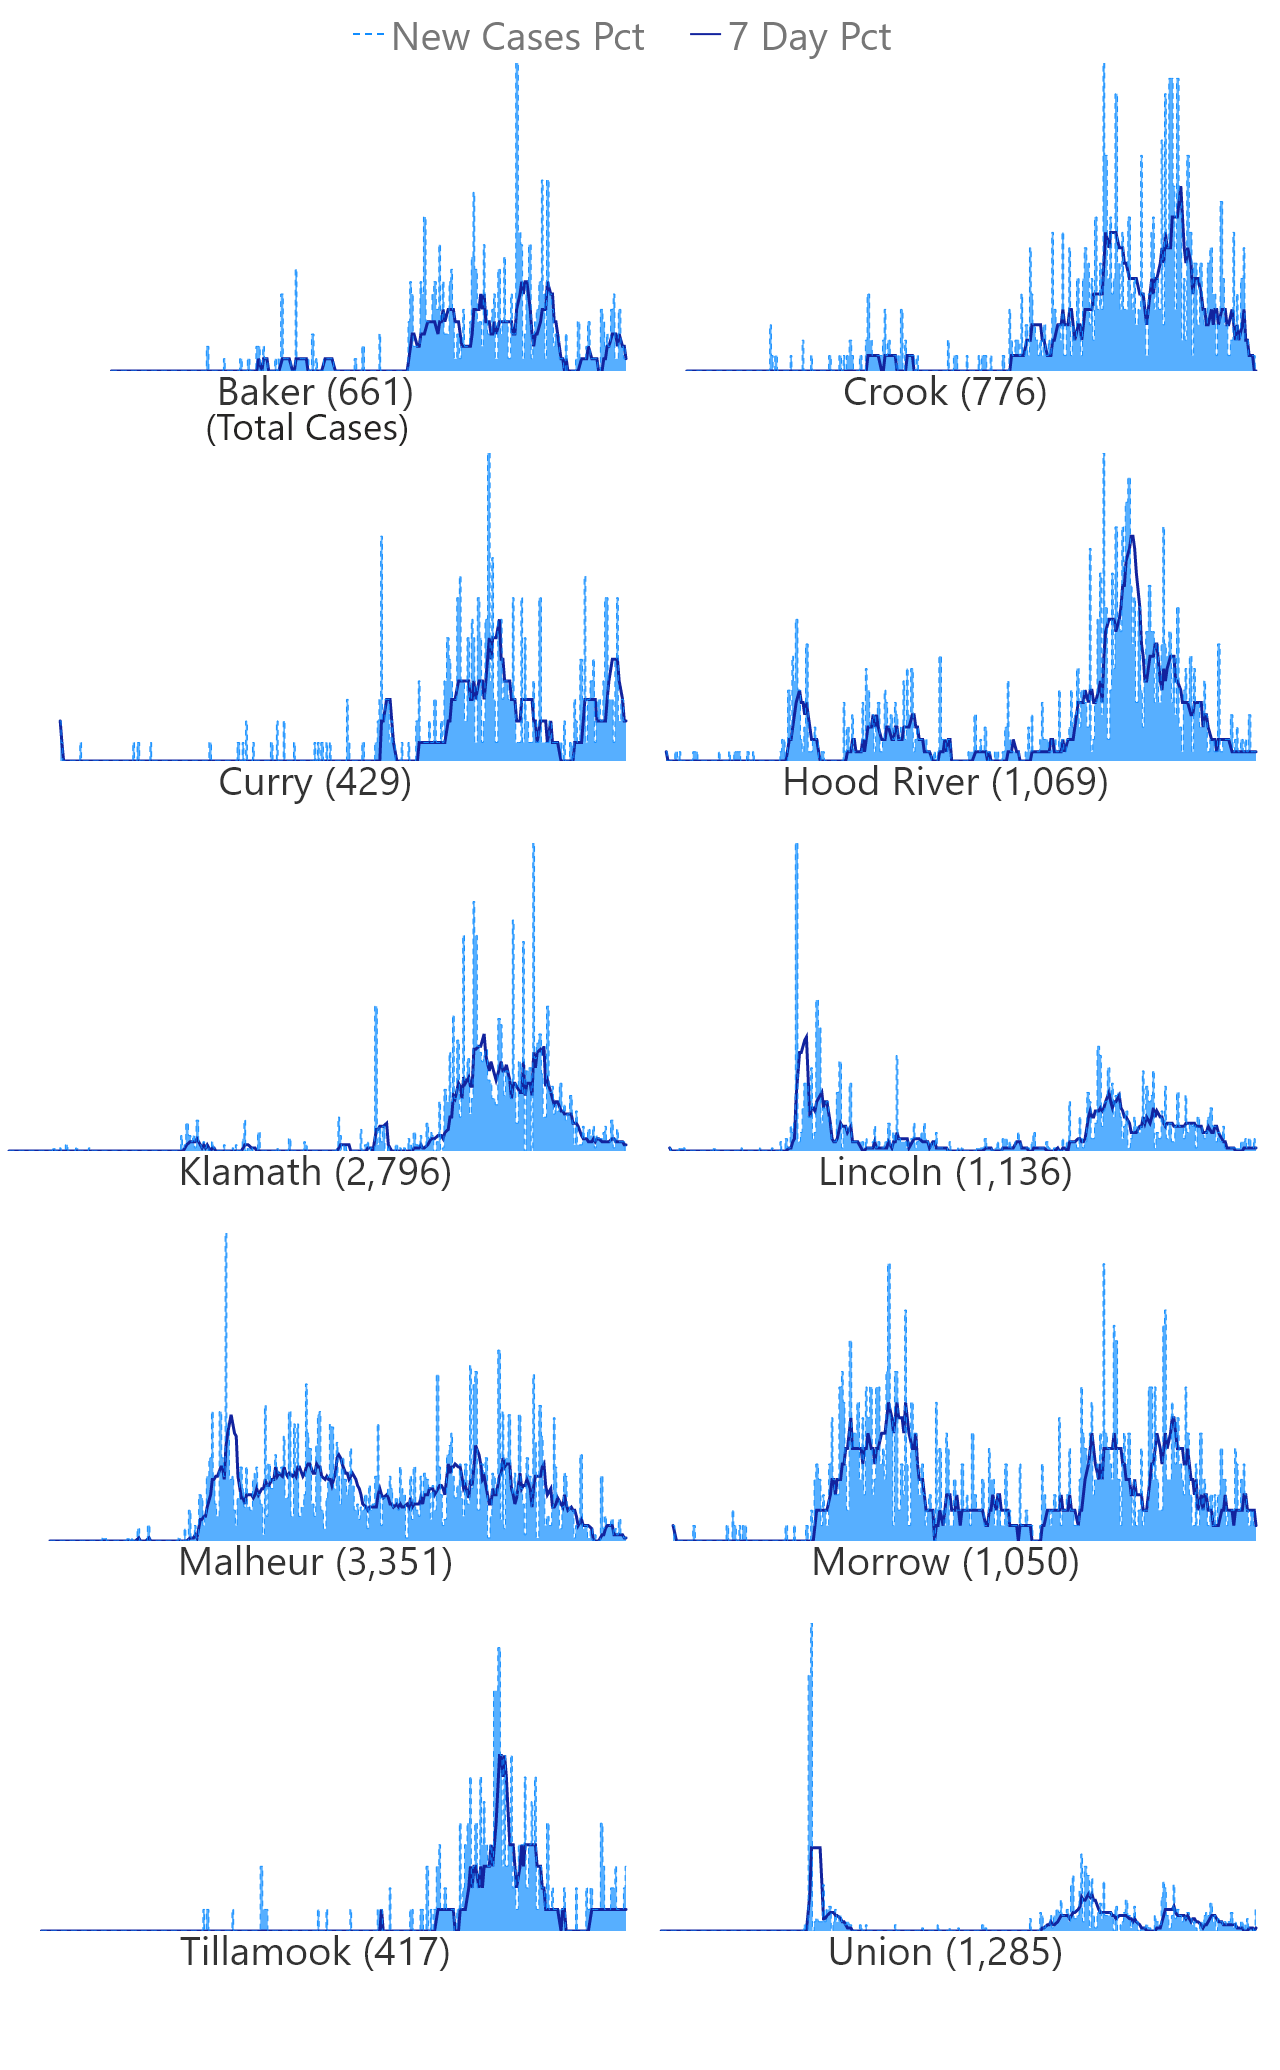 New Cases Pct 7 Day Pct
Baker (661) Crook (776)
(Total Cases)
Curry (429) Hood River (1,069)
Klamath (2,796) Lincoln (1,136)
Malheur (3,351) Morrow (1,050)
Tillamook (417) Union (1,285)